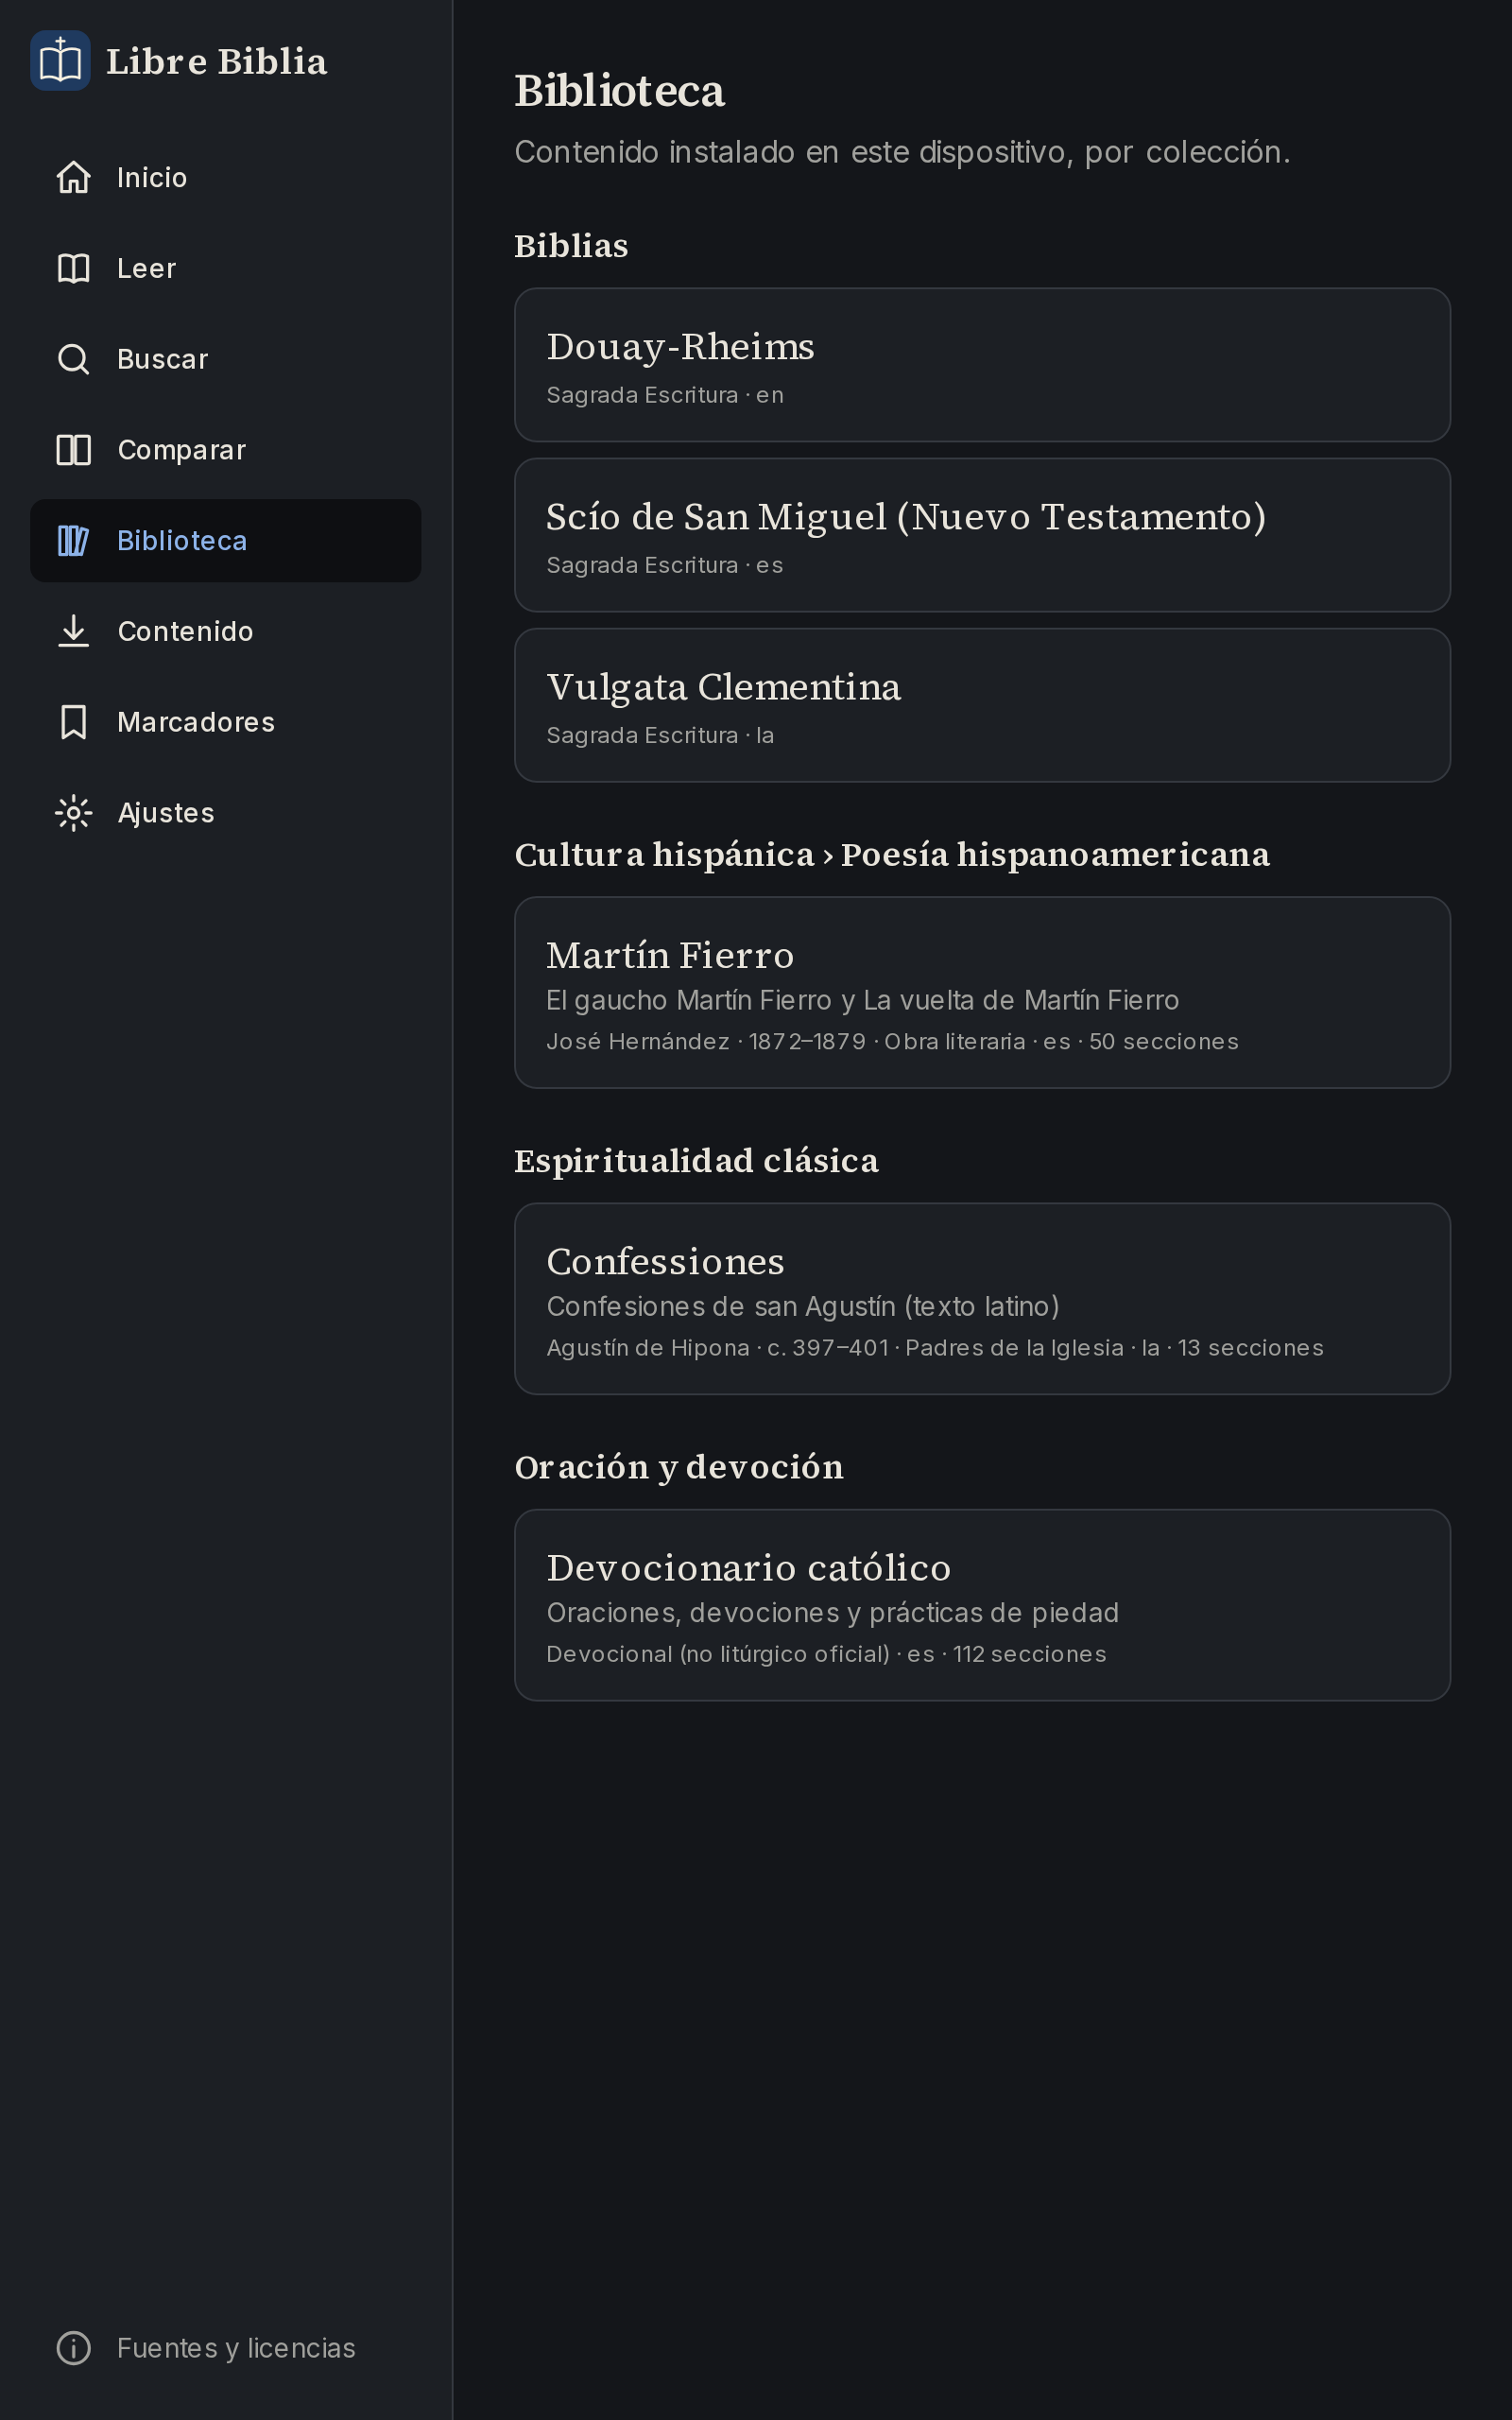 Libre Biblia
Inicio
Leer
Buscar
Comparar
Biblioteca
Contenido
Marcadores
Ajustes
Fuentes y licencias
Biblioteca
Contenido instalado en este dispositivo, por colección.
Biblias
Douay-Rheims
Sagrada Escritura · en
Scío de San Miguel (Nuevo Testamento)
Sagrada Escritura · es
Vulgata Clementina
Sagrada Escritura · la
Cultura hispánica › Poesía hispanoamericana
Martín Fierro
El gaucho Martín Fierro y La vuelta de Martín Fierro
José Hernández · 1872–1879 · Obra literaria · es · 50 secciones
Espiritualidad clásica
Confessiones
Confesiones de san Agustín (texto latino)
Agustín de Hipona · c. 397–401 · Padres de la Iglesia · la · 13 secciones
Oración y devoción
Devocionario católico
Oraciones, devociones y prácticas de piedad
Devocional (no litúrgico oficial) · es · 112 secciones